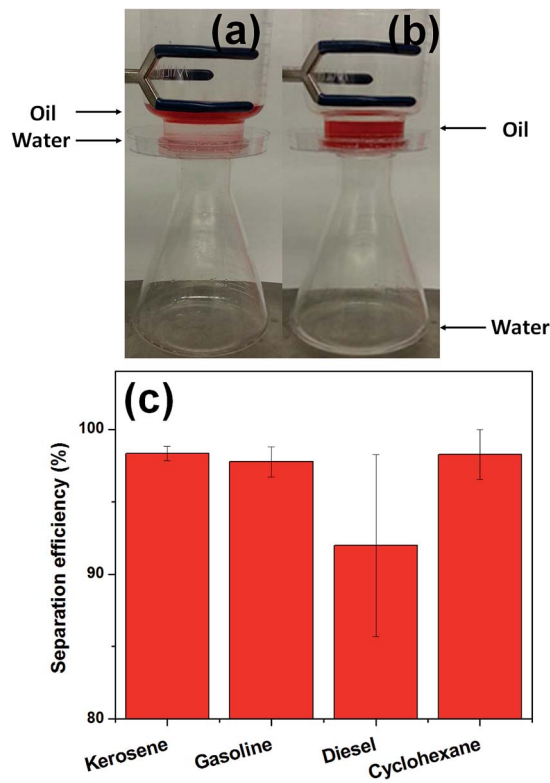 (a)
(b)
Oil
Water
Oil
Water
(c)
Separation efficiency (%)
100
90
80
Kerosene
Gasoline
Diesel
Cyclohexane